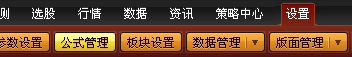 测 选股 行情 数据 资讯 策略中心 设置
参数设置 公式管理 板块设置 数据管理 版面管理